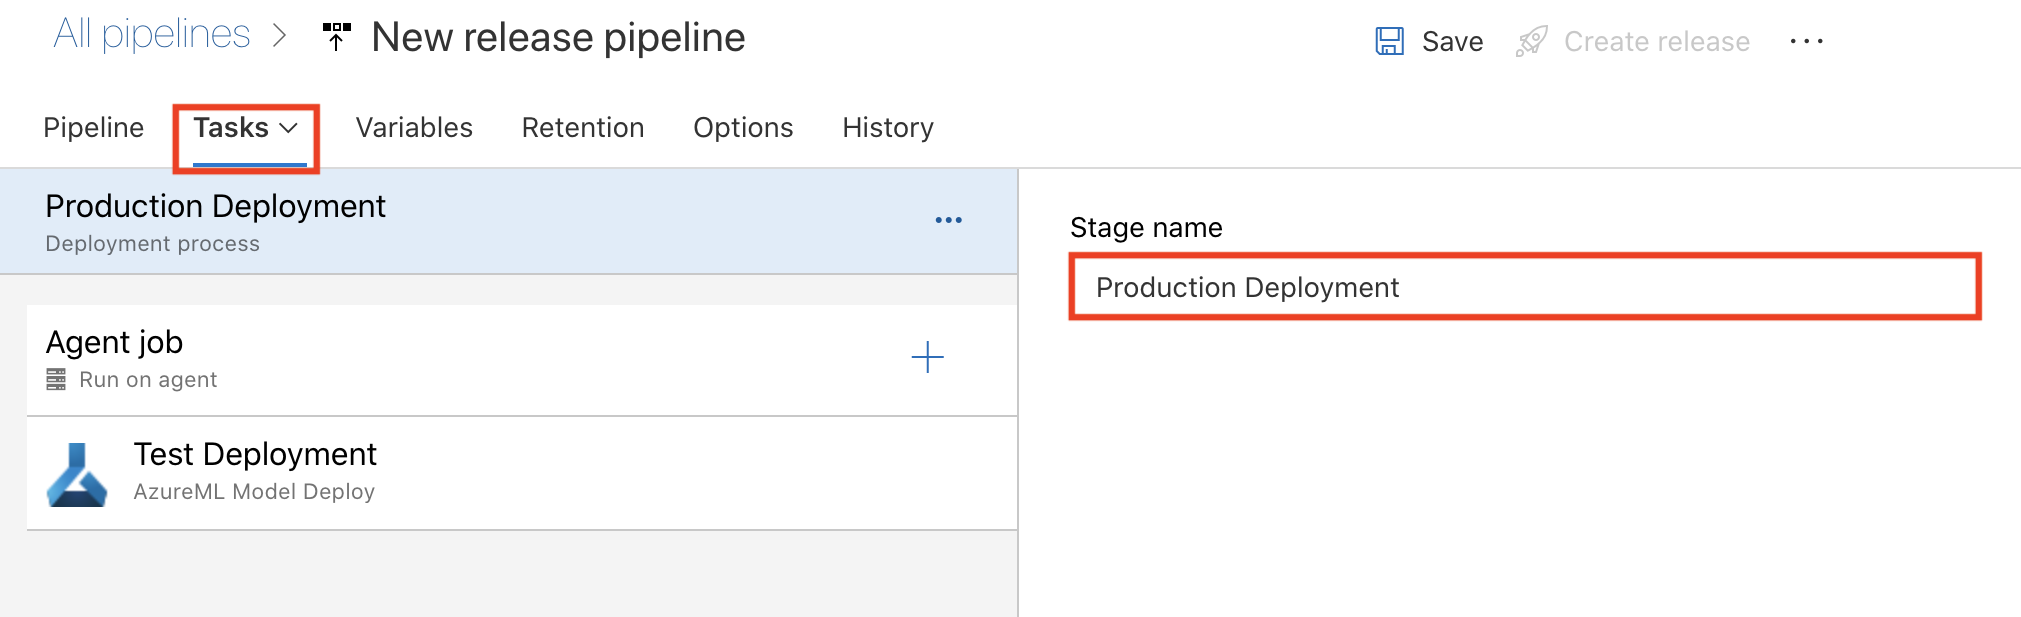 All pipelines > New release pipeline
Save Create release ...
Pipeline Tasks Variables Retention Options History
Production Deployment
Deployment process
Agent job
Run on agent
Test Deployment
AzureML Model Deploy
Stage name
Production Deployment